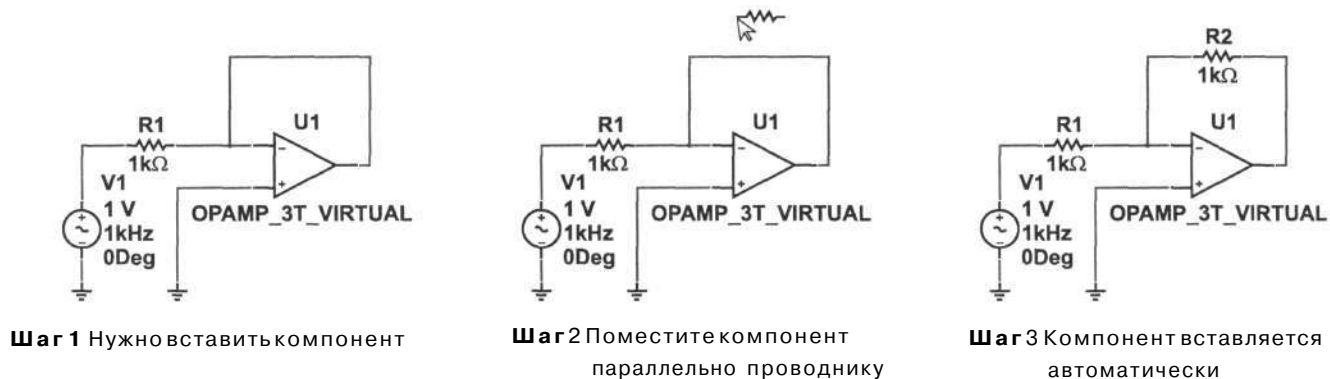 U1
R1
1kΩ
V1
1 V
1kHz
0Deg
OPAMP_3T_VIRTUAL
Шаг 1 Нужно вставить компонент
U1
R1
1kΩ
V1
1 V
1kHz
0Deg
OPAMP_3T_VIRTUAL
Шаг 2 Поместите компонент
параллельно проводнику
R2
1kΩ
U1
R1
1kΩ
V1
1 V
1kHz
0Deg
OPAMP_3T_VIRTUAL
Шаг 3 Компонент вставляется
автоматически